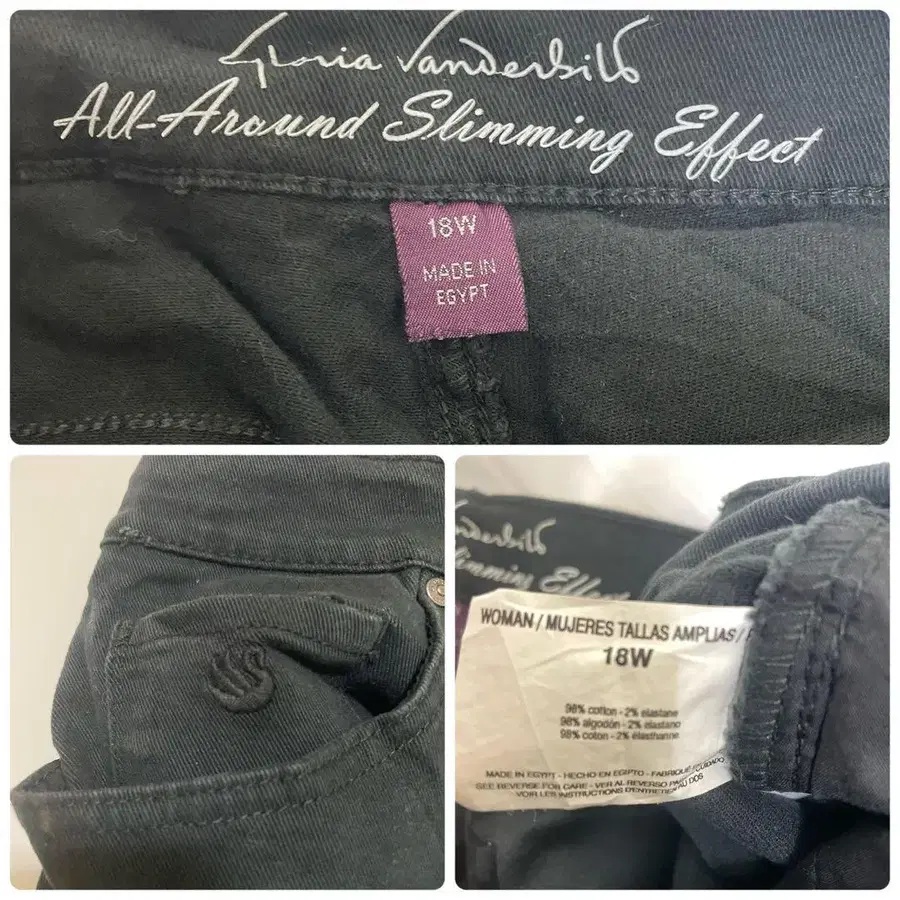 Gloria Vanderbilt
All-Around Slimming Effect
18W
MADE IN
EGYPT
Vanderbilt
Slimming Effect
WOMAN / MUJERES TALLAS AMPLIAS /
18W
98% cotton - 2% elastane
98% algodón - 2% elastano
98% coton - 2% élasthanne
MADE IN EGYPT - HECHO EN EGIPTO - FABRIQUÉ
SEE REVERSE FOR CARE - VER AL REVERSO PARA CUIDADO
VOIR LES INSTRUCTIONS D'ENTRETIEN AU DOS